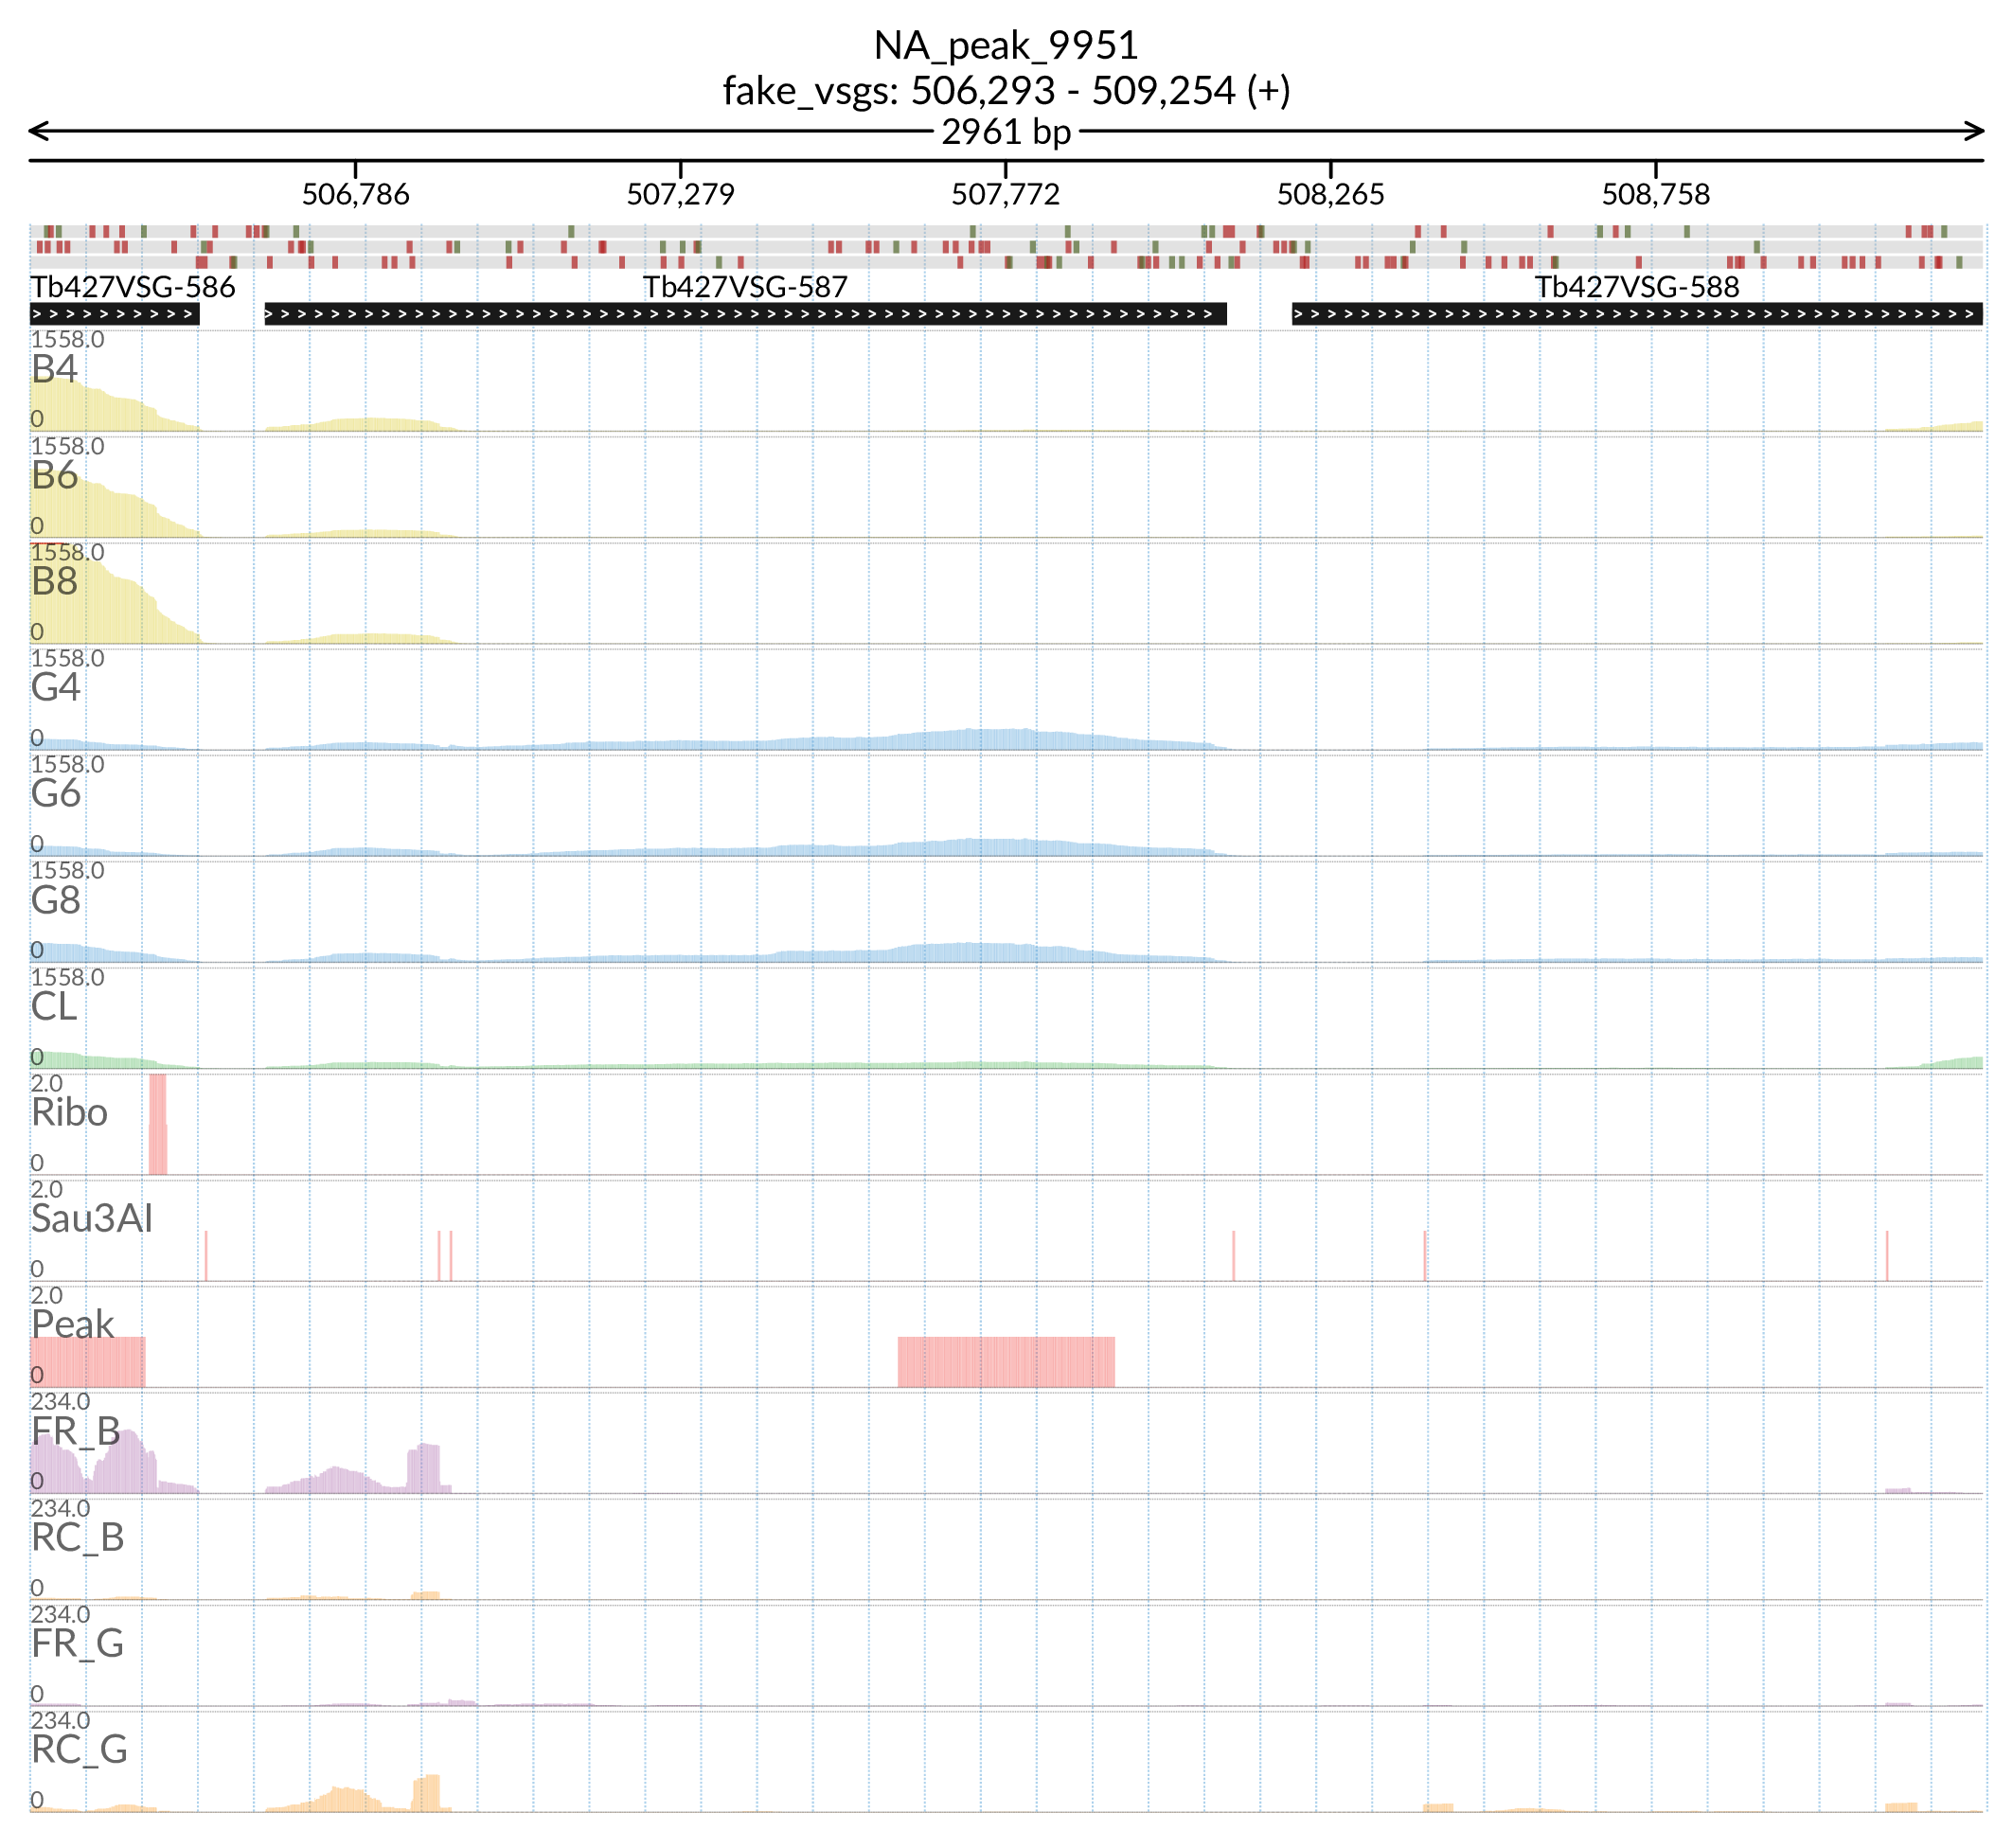 NA_peak_9951
fake_vsgs: 506,293 - 509,254 (+)
2961 bp
506,786 507,279 507,772 508,265 508,758
Tb427VSG-586 Tb427VSG-587 Tb427VSG-588
1558.0
B4
0
1558.0
B6
0
1558.0
B8
0
1558.0
G4
0
1558.0
G6
0
1558.0
G8
0
1558.0
CL
0
2.0
Ribo
0
2.0
Sau3AI
0
2.0
Peak
0
234.0
FR_B
0
234.0
RC_B
0
234.0
FR_G
0
234.0
RC_G
0